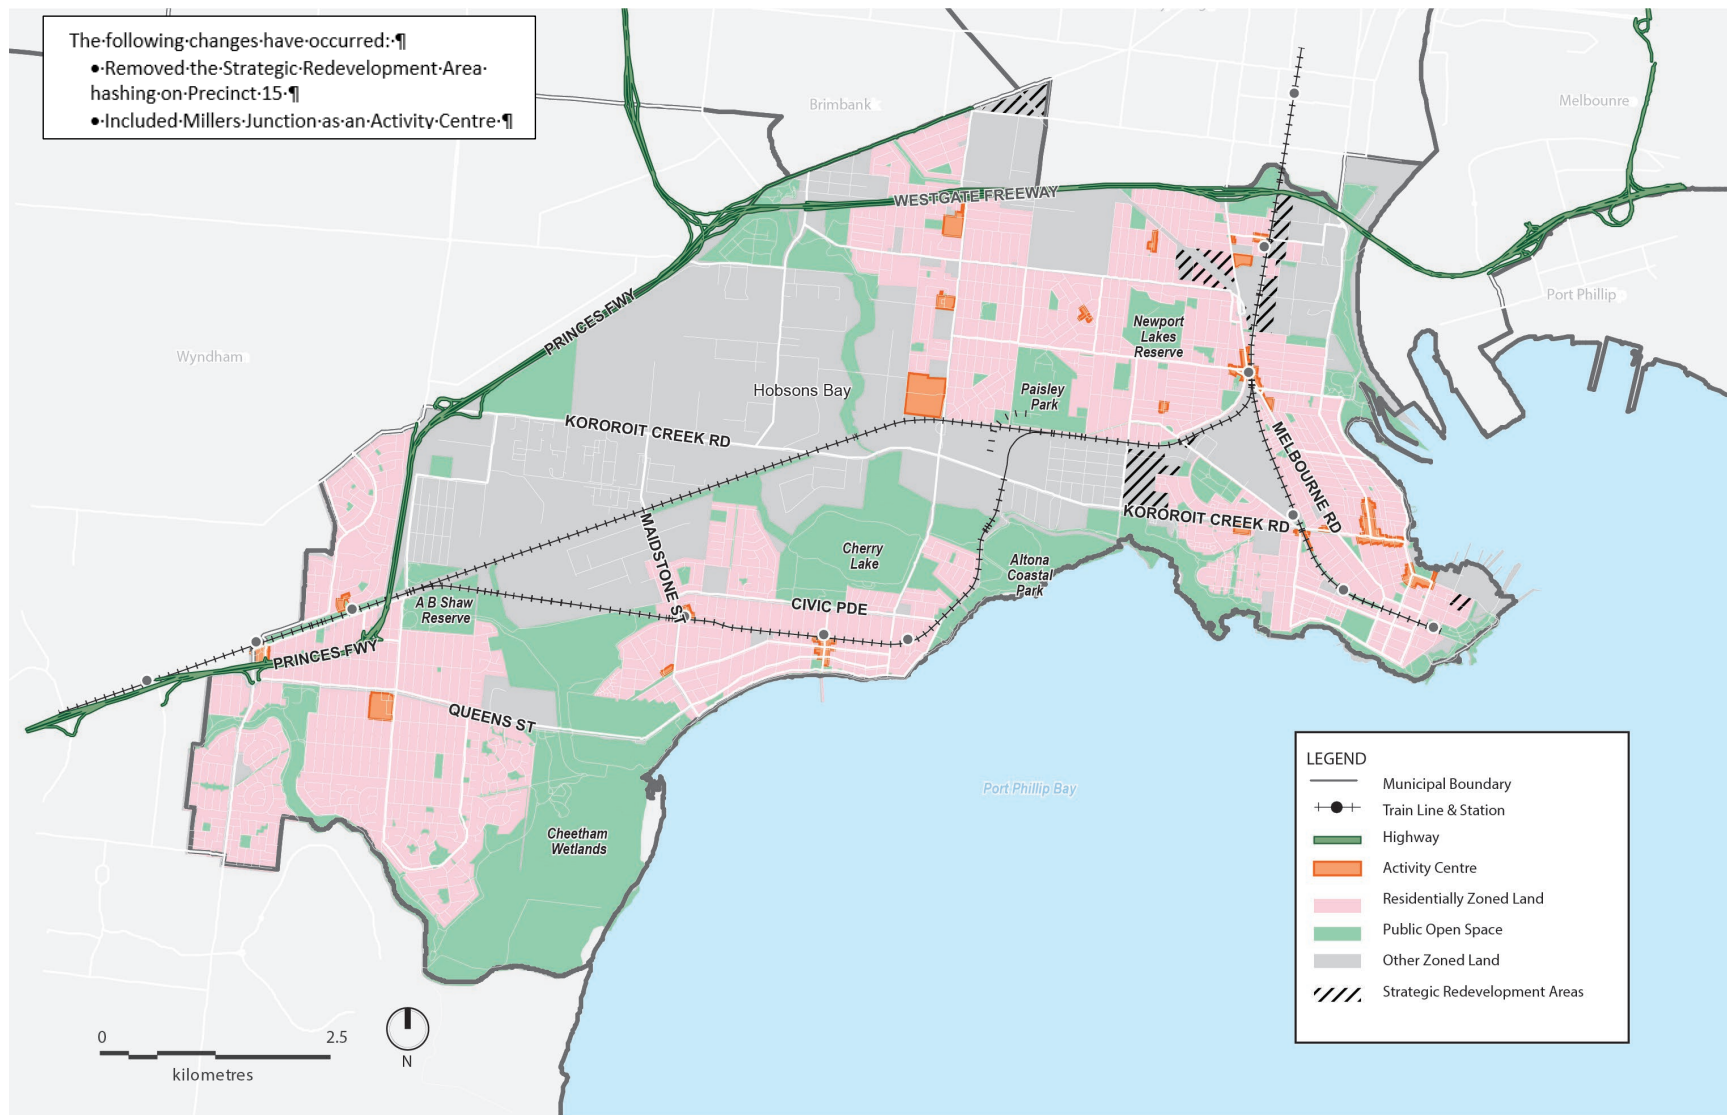 The·following·changes·have·occurred:·¶
•·Removed·the·Strategic·Redevelopment·Area·
hashing·on·Precinct·15·¶
•·Included·Millers·Junction·as·an·Activity·Centre·¶
Brimbank
Melbounre
WESTGATE FREEWAY
Port Phillip
PRINCES FWY
Newport
Lakes
Reserve
Wyndham
Hobsons Bay
Paisley
Park
KOROROIT CREEK RD
MELBOURNE RD
KOROROIT CREEK RD
MAIDSTONE ST
Cherry
Lake
Altona
Coastal
Park
A B Shaw
Reserve
CIVIC PDE
PRINCES FWY
QUEENS ST
Port Phillip Bay
Cheetham
Wetlands
LEGEND
Municipal Boundary
Train Line & Station
Highway
Activity Centre
Residentially Zoned Land
Public Open Space
Other Zoned Land
Strategic Redevelopment Areas
0 2.5
kilometres
N